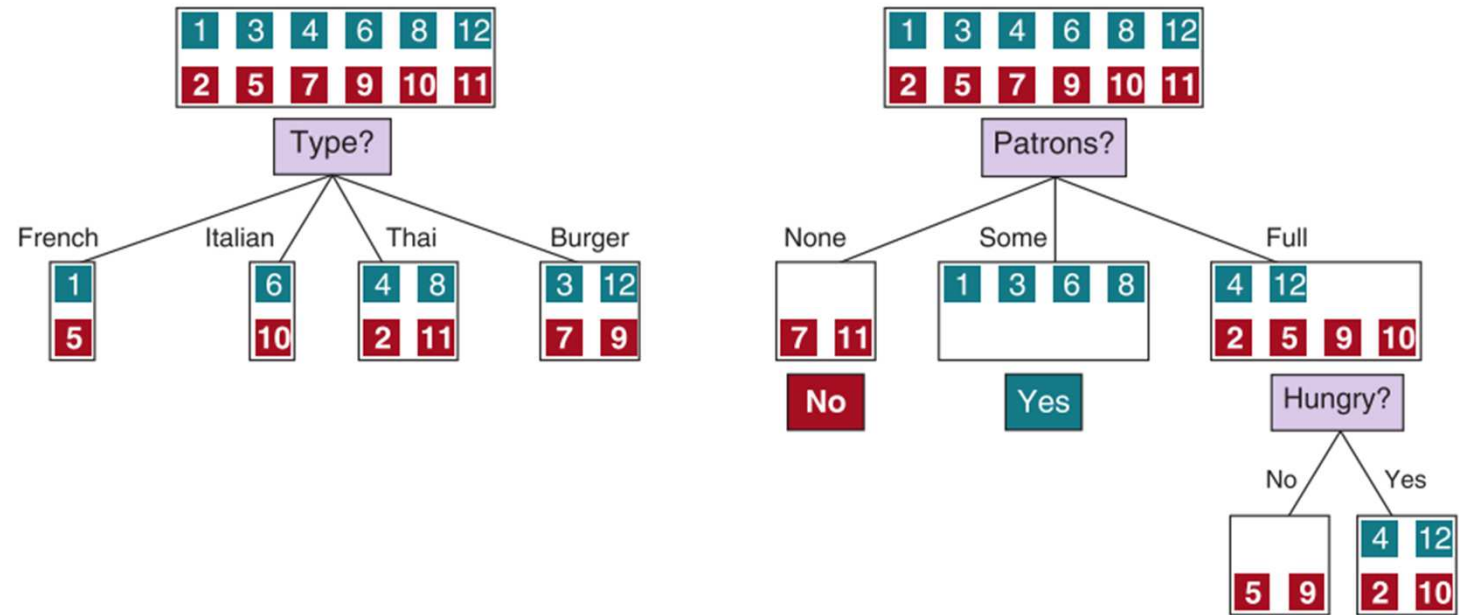 1 3 4 6 8 12
2 5 7 9 10 11
Type?
French Italian Thai Burger
1 6 4 8 3 12
5 10 2 11 7 9
1 3 4 6 8 12
2 5 7 9 10 11
Patrons?
None Some Full
1 3 6 8 4 12
7 11 2 5 9 10
No Yes Hungry?
No Yes
4 12
5 9 2 10